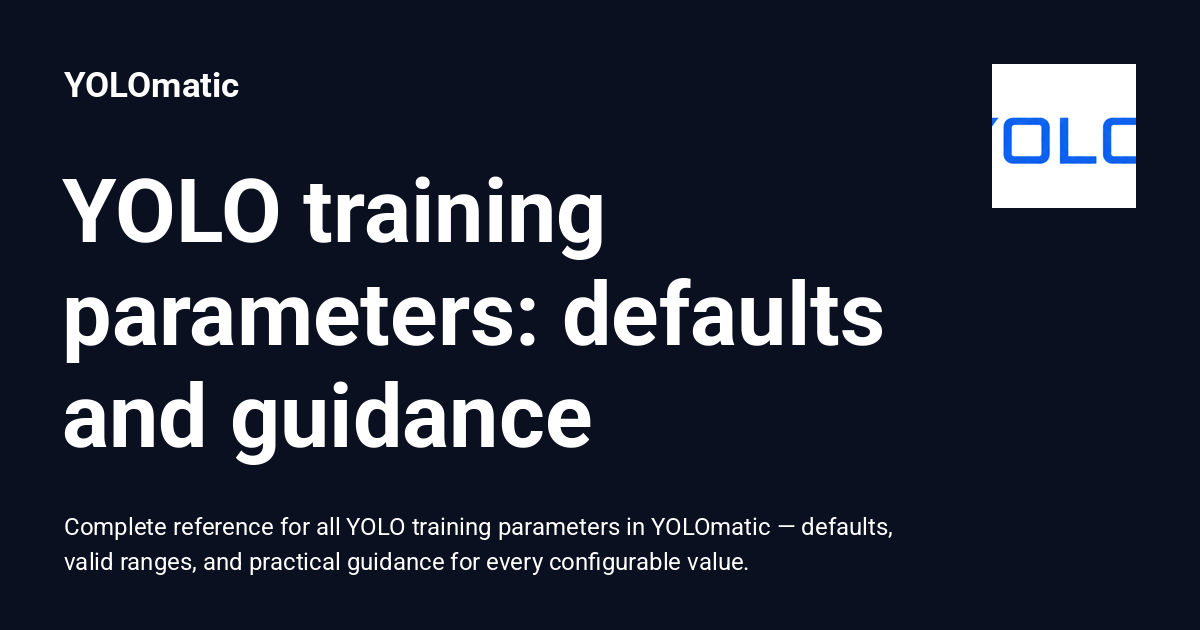 YOLOmatic
YOLO
YOLO training
parameters: defaults
and guidance
Complete reference for all YOLO training parameters in YOLOmatic — defaults,
valid ranges, and practical guidance for every configurable value.